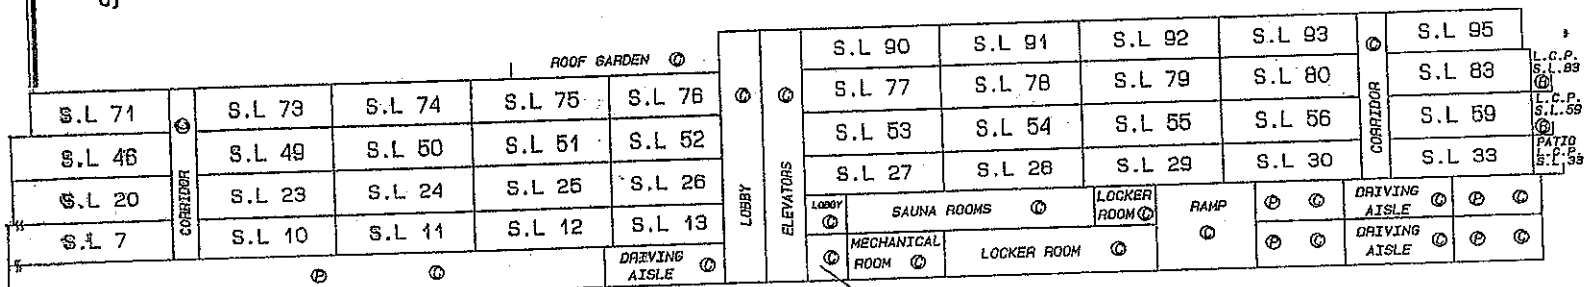 S.L 90 S.L 91 S.L 92 S.L 93 Ⓒ S.L 95
ROOF GARDEN Ⓒ
L.C.P.
S.L.83
S.L 77 S.L 78 S.L 79 S.L 80 S.L 83
S.L 71 Ⓒ S.L 73 S.L 74 S.L 75 S.L 76 Ⓒ Ⓒ
L.C.P.
S.L.59
S.L 53 S.L 54 S.L 55 S.L 56 CORRIDOR S.L 59
S.L 46 S.L 49 S.L 50 S.L 51 S.L 52
PATIO
L.C.P.
S.L 27 S.L 28 S.L 29 S.L 30 S.L 33
S.L 20 CORRIDOR S.L 23 S.L 24 S.L 25 S.L 26 LOBBY ELEVATORS
LOBBY Ⓒ SAUNA ROOMS Ⓒ LOCKER ROOM Ⓒ RAMP Ⓒ Ⓟ Ⓒ DRIVING AISLE Ⓒ Ⓟ Ⓒ
S.L 7 S.L 10 S.L 11 S.L 12 S.L 13
Ⓒ MECHANICAL ROOM Ⓒ LOCKER ROOM Ⓒ Ⓟ Ⓒ DRIVING AISLE Ⓒ Ⓟ Ⓒ
Ⓟ Ⓒ DRIVING AISLE Ⓒ